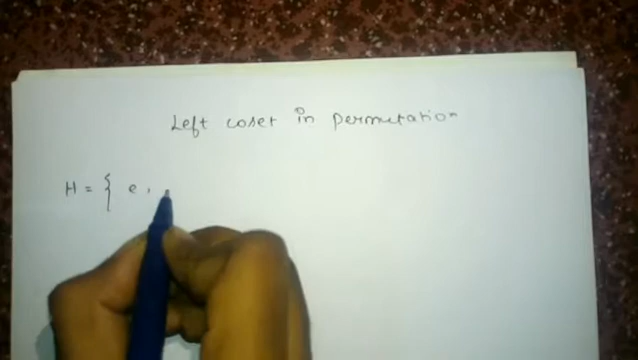 Left coset in permutation
H = { e ,